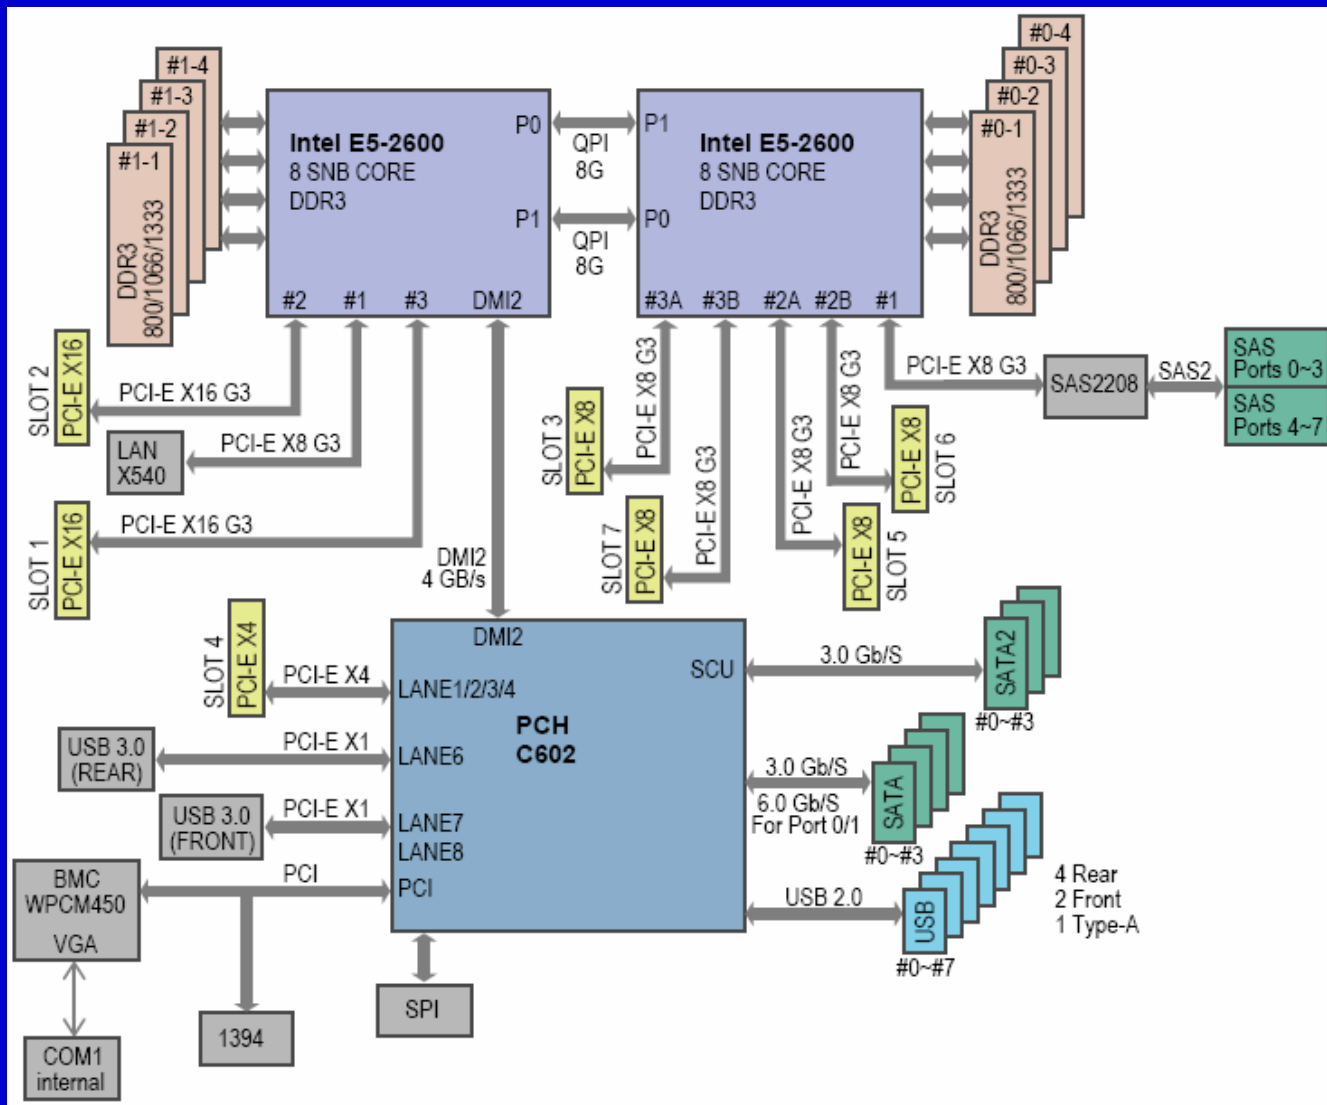 #1-4
#1-3
#1-2
#1-1
DDR3
800/1066/1333
Intel E5-2600
8 SNB CORE
DDR3
P0
P1
#2
#1
#3
DMI2
QPI
8G
QPI
8G
Intel E5-2600
8 SNB CORE
DDR3
P1
P0
#3A
#3B
#2A
#2B
#1
#0-4
#0-3
#0-2
#0-1
DDR3
800/1066/1333
SLOT 2
PCI-E X16
PCI-E X16 G3
LAN
X540
PCI-E X8 G3
SLOT 1
PCI-E X16
PCI-E X16 G3
DMI2
4 GB/s
SLOT 3
PCI-E X8
PCI-E X8 G3
SLOT 7
PCI-E X8
PCI-E X8 G3
PCI-E X8 G3
PCI-E X8
SLOT 5
PCI-E X8 G3
PCI-E X8
SLOT 6
PCI-E X8 G3
SAS2208
SAS2
SAS
Ports 0~3
SAS
Ports 4~7
SLOT 4
PCI-E X4
PCI-E X4
DMI2
SCU
LANE1/2/3/4
PCH
C602
LANE6
LANE7
LANE8
PCI
USB 3.0
(REAR)
PCI-E X1
USB 3.0
(FRONT)
PCI-E X1
BMC
WPCM450
VGA
PCI
COM1
internal
1394
SPI
3.0 Gb/S
SATA2
#0~#3
3.0 Gb/S
6.0 Gb/S
For Port 0/1
SATA
#0~#3
USB 2.0
USB
#0~#7
4 Rear
2 Front
1 Type-A